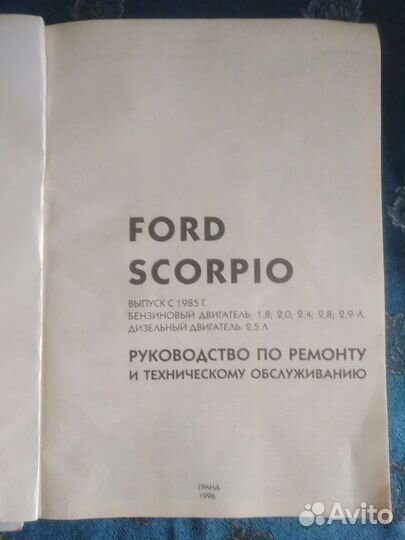 FORD
SCORPIO
ВЫПУСК С 1985 Г.
БЕНЗИНОВЫЙ ДВИГАТЕЛЬ: 1,8; 2,0; 2,4; 2,8; 2,9 Л.
ДИЗЕЛЬНЫЙ ДВИГАТЕЛЬ: 2,5 Л
РУКОВОДСТВО ПО РЕМОНТУ
И ТЕХНИЧЕСКОМУ ОБСЛУЖИВАНИЮ
ГРАНД
1996
Avito